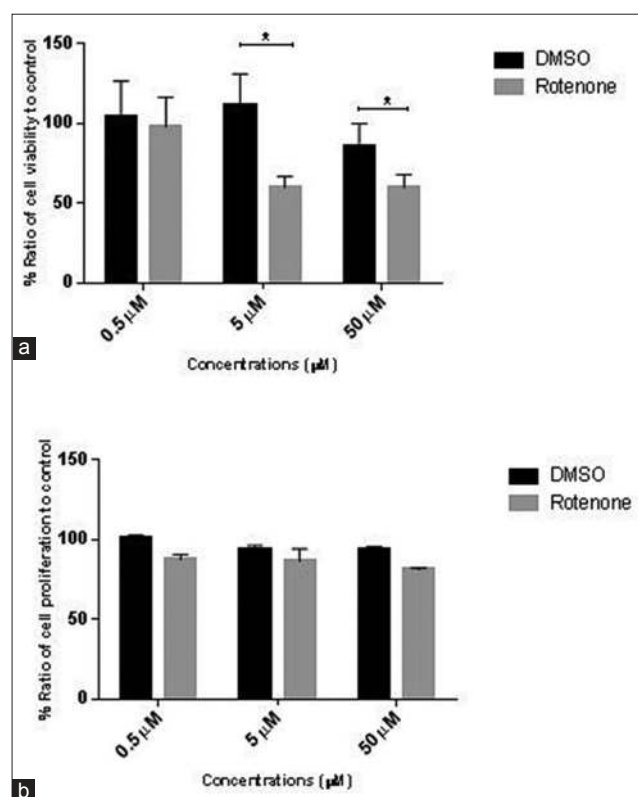 150
100
50
0
% Ratio of cell viability to control
*
*
DMSO
Rotenone
0.5 µM
5 µM
50 µM
Concentrations (µM)
a
150
100
50
0
% Ratio of cell proliferation to control
DMSO
Rotenone
0.5 µM
5 µM
50 µM
Concentrations (µM)
b